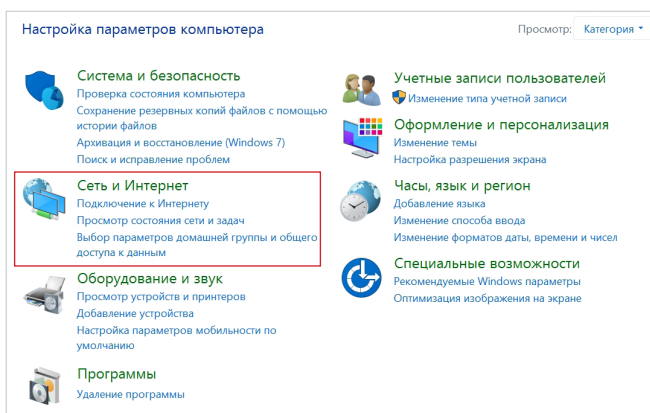 Настройка параметров компьютера
Просмотр: Категория
Система и безопасность
Проверка состояния компьютера
Сохранение резервных копий файлов с помощью
истории файлов
Архивация и восстановление (Windows 7)
Поиск и исправление проблем
Сеть и Интернет
Подключение к Интернету
Просмотр состояния сети и задач
Выбор параметров домашней группы и общего
доступа к данным
Оборудование и звук
Просмотр устройств и принтеров
Добавление устройства
Настройка параметров мобильности по
умолчанию
Программы
Удаление программы
Учетные записи пользователей
Изменение типа учетной записи
Оформление и персонализация
Изменение темы
Настройка разрешения экрана
Часы, язык и регион
Добавление языка
Изменение способа ввода
Изменение форматов даты, времени и чисел
Специальные возможности
Рекомендуемые Windows параметры
Оптимизация изображения на экране